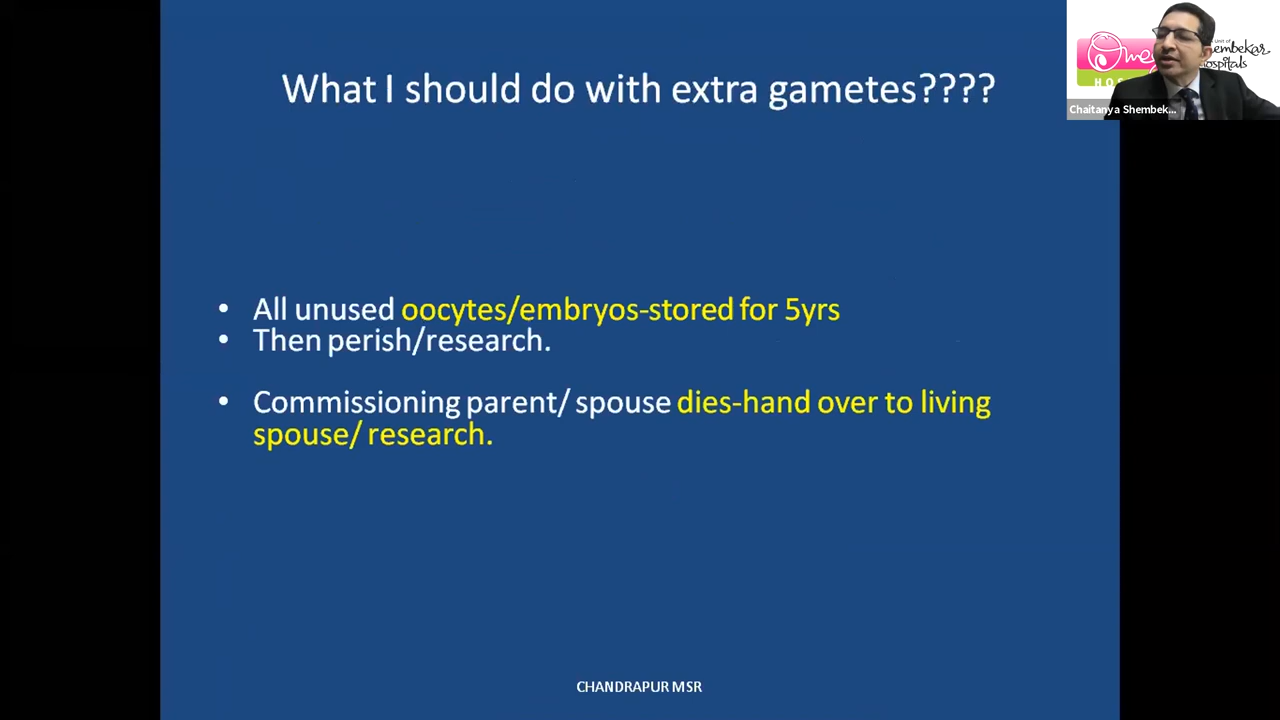 What I should do with extra gametes????
• All unused oocytes/embryos-stored for 5yrs
• Then perish/research.
• Commissioning parent/ spouse dies-hand over to living
spouse/ research.
CHANDRAPUR MSR
Hospitals
Chaitanya Shembek...